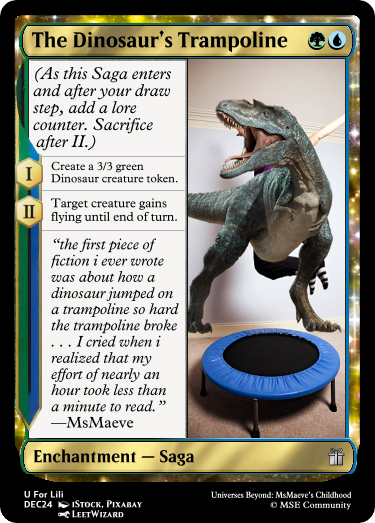 The Dinosaur's Trampoline
(As this Saga enters
and after your draw
step, add a lore
counter. Sacrifice
after II.)
I
Create a 3/3 green
Dinosaur creature token.
II
Target creature gains
flying until end of turn.
“the first piece of
fiction i ever wrote
was about how a
dinosaur jumped on
a trampoline so hard
the trampoline broke
. . . I cried when i
realized that my
effort of nearly an
hour took less than
a minute to read.”
—MsMaeve
Enchantment — Saga
U For Lili
DEC24 iStock, Pixabay
LeetWizard
Universes Beyond: MsMaeve's Childhood
© MSE Community